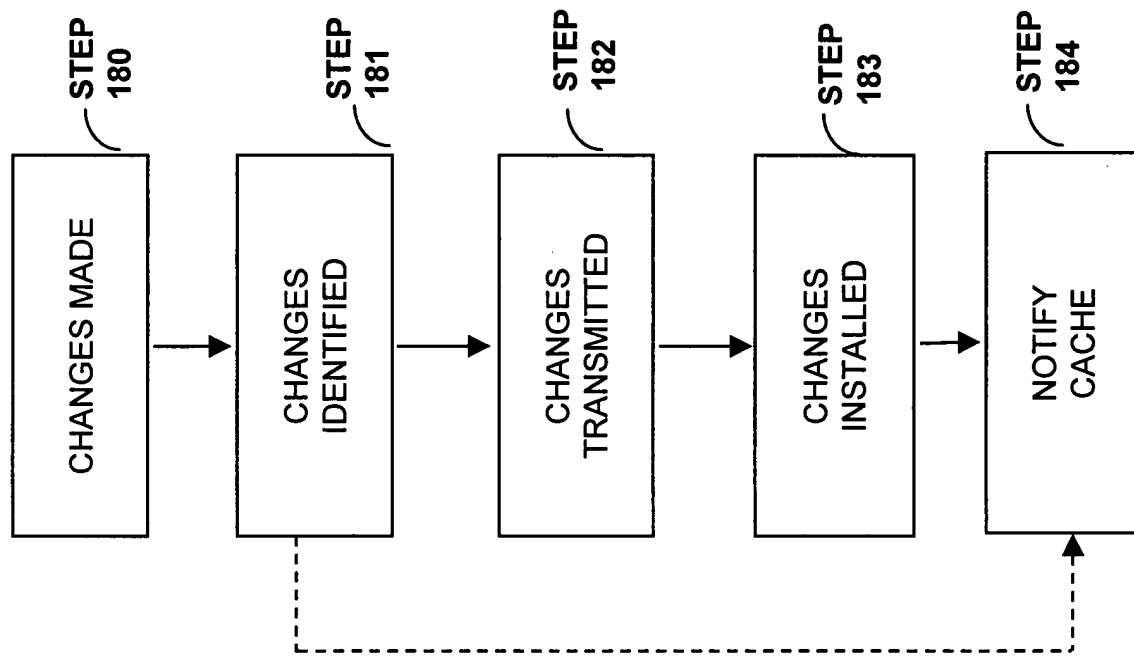 CHANGES MADE
STEP
180
CHANGES
IDENTIFIED
STEP
181
CHANGES
TRANSMITTED
STEP
182
CHANGES
INSTALLED
STEP
183
NOTIFY
CACHE
STEP
184